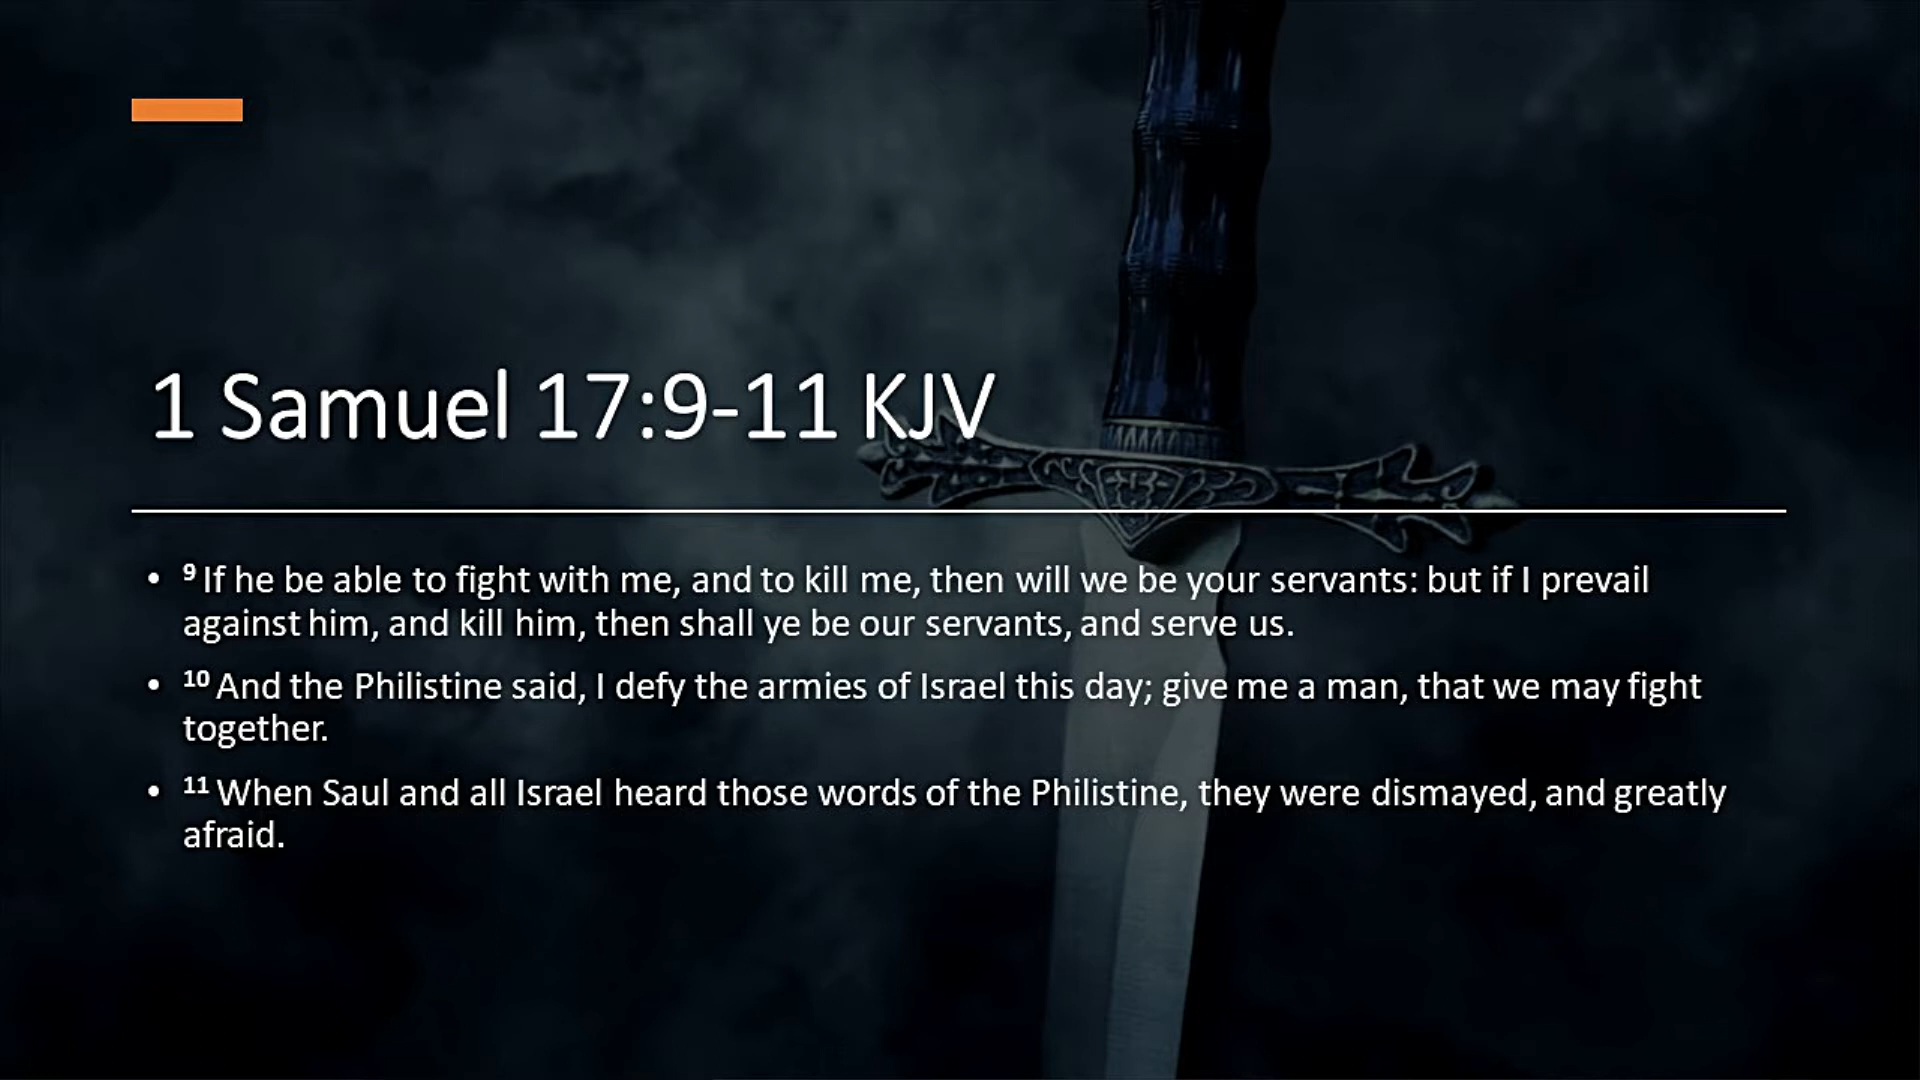 1 Samuel 17:9-11 KJV
• ⁹ If he be able to fight with me, and to kill me, then will we be your servants: but if I prevail
against him, and kill him, then shall ye be our servants, and serve us.
• ¹⁰ And the Philistine said, I defy the armies of Israel this day; give me a man, that we may fight
together.
• ¹¹ When Saul and all Israel heard those words of the Philistine, they were dismayed, and greatly
afraid.